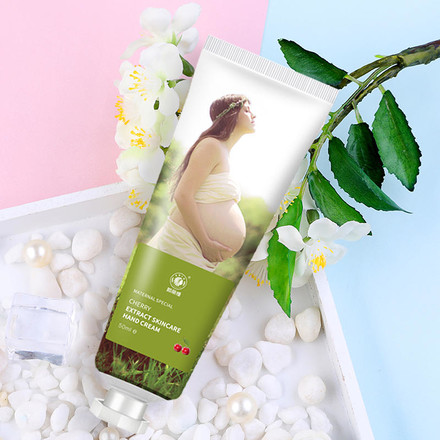 MATERNAL SPECIAL
CHERRY
EXTRACT SKINCARE
HAND CREAM
50ml ℮